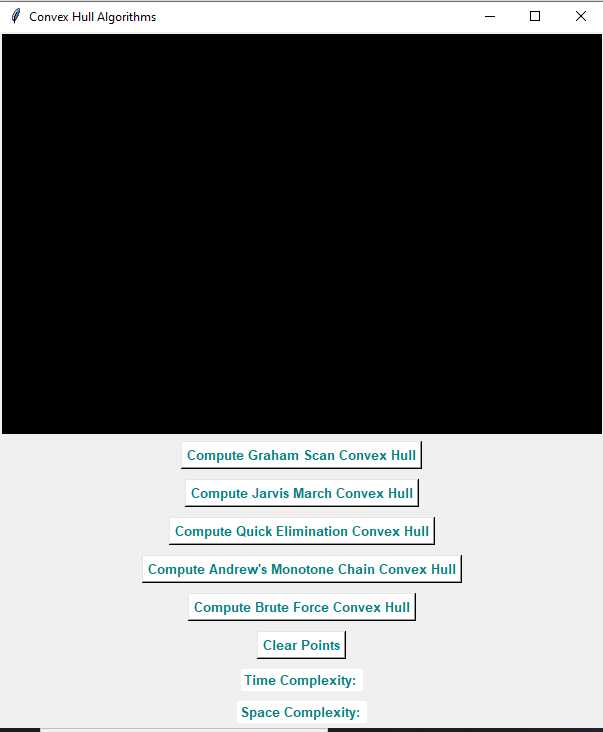 Convex Hull Algorithms
Compute Graham Scan Convex Hull
Compute Jarvis March Convex Hull
Compute Quick Elimination Convex Hull
Compute Andrew's Monotone Chain Convex Hull
Compute Brute Force Convex Hull
Clear Points
Time Complexity:
Space Complexity: